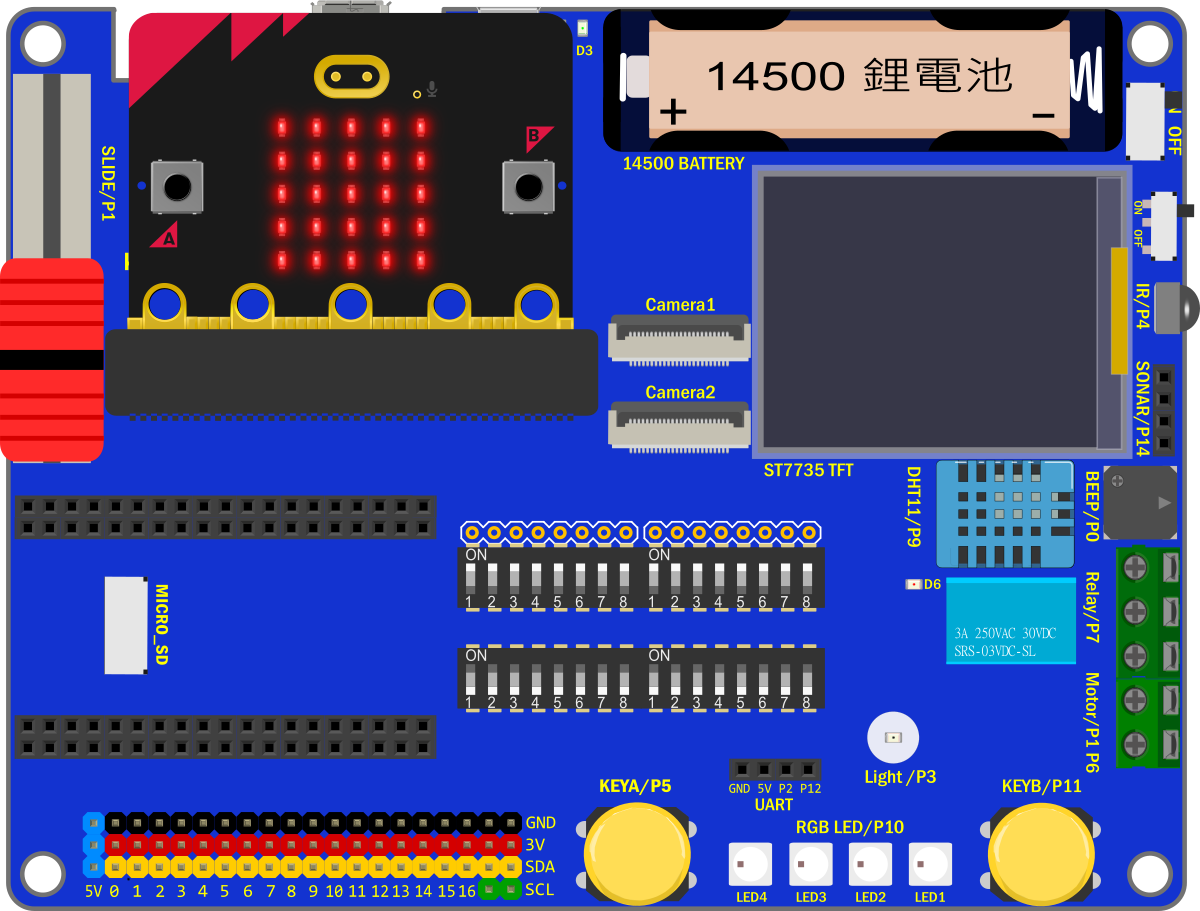 D3
14500 鋰電池
+
−
14500 BATTERY
OFF
ON
OFF
B
A
SLIDE/P1
IR/P4
Camera1
Camera2
SONAR/P14
ST7735 TFT
DHT11/P9
BEEP/P0
ON
ON
1 2 3 4 5 6 7 8 1 2 3 4 5 6 7 8
D6
Relay/P7
3A 250VAC 30VDC
SRS-03VDC-SL
MICRO_SD
ON
ON
1 2 3 4 5 6 7 8 1 2 3 4 5 6 7 8
Motor/P1 P6
Light /P3
KEYA/P5
GND 5V P2 P12
UART
KEYB/P11
RGB LED/P10
GND
3V
SDA
SCL
5V 0 1 2 3 4 5 6 7 8 9 10 11 12 13 14 15 16
LED4 LED3 LED2 LED1